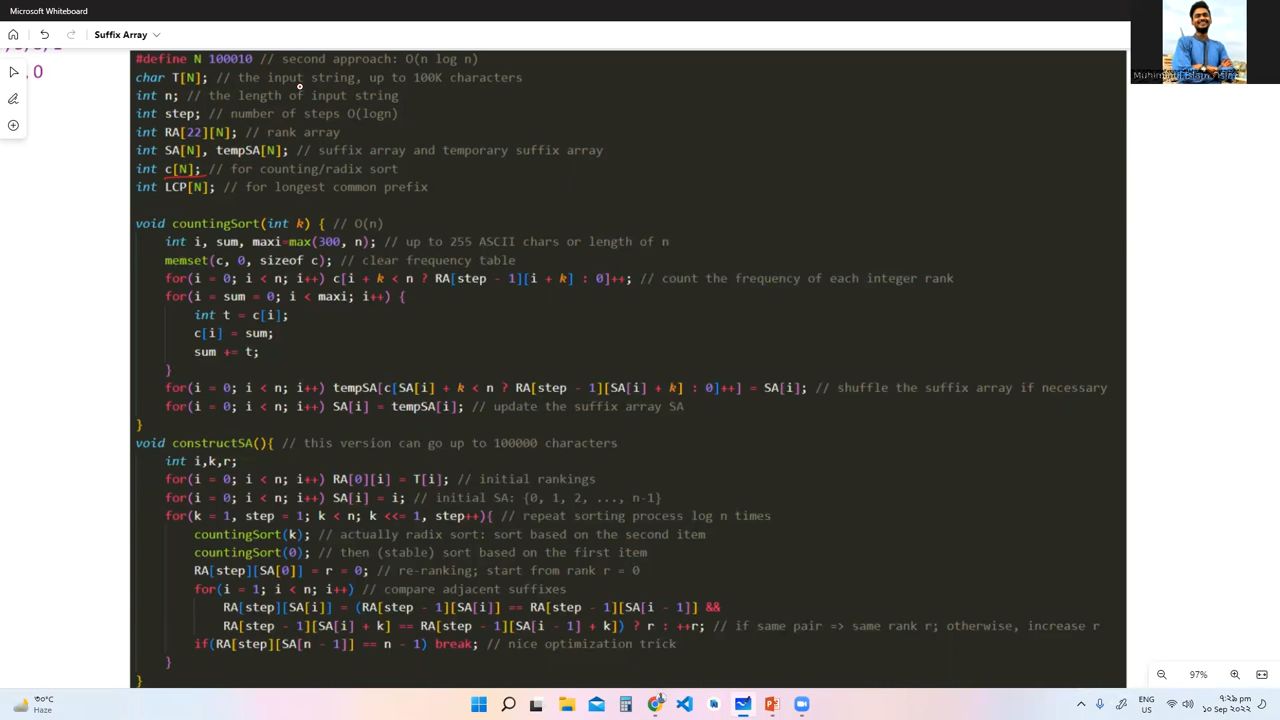 Microsoft Whiteboard
Suffix Array
, 0
#define N 100010 // second approach: O(n log n)
char T[N]; // the input string, up to 100K characters
int n; // the length of input string
int step; // number of steps O(logn)
int RA[22][N]; // rank array
int SA[N], tempSA[N]; // suffix array and temporary suffix array
int c[N]; // for counting/radix sort
int LCP[N]; // for longest common prefix
void countingSort(int k) { // O(n)
int i, sum, maxi=max(300, n); // up to 255 ASCII chars or length of n
memset(c, 0, sizeof c); // clear frequency table
for(i = 0; i < n; i++) c[i + k < n ? RA[step - 1][i + k] : 0]++; // count the frequency of each integer rank
for(i = sum = 0; i < maxi; i++) {
int t = c[i];
c[i] = sum;
sum += t;
}
for(i = 0; i < n; i++) tempSA[c[SA[i] + k < n ? RA[step - 1][SA[i] + k] : 0]++] = SA[i]; // shuffle the suffix array if necessary
for(i = 0; i < n; i++) SA[i] = tempSA[i]; // update the suffix array SA
}
void constructSA(){ // this version can go up to 100000 characters
int i,k,r;
for(i = 0; i < n; i++) RA[0][i] = T[i]; // initial rankings
for(i = 0; i < n; i++) SA[i] = i; // initial SA: {0, 1, 2, ..., n-1}
for(k = 1, step = 1; k < n; k <<= 1, step++){ // repeat sorting process log n times
countingSort(k); // actually radix sort: sort based on the second item
countingSort(0); // then (stable) sort based on the first item
RA[step][SA[0]] = r = 0; // re-ranking; start from rank r = 0
for(i = 1; i < n; i++) // compare adjacent suffixes
RA[step][SA[i]] = (RA[step - 1][SA[i]] == RA[step - 1][SA[i - 1]] &&
RA[step - 1][SA[i] + k] == RA[step - 1][SA[i - 1] + k]) ? r : ++r; // if same pair => same rank r; otherwise, increase r
if(RA[step][SA[n - 1]] == n - 1) break; // nice optimization trick
}
}
97%
৩০°C
Haze
ENG
US
৯:২৯ PM
১০ সেপ ২০২২